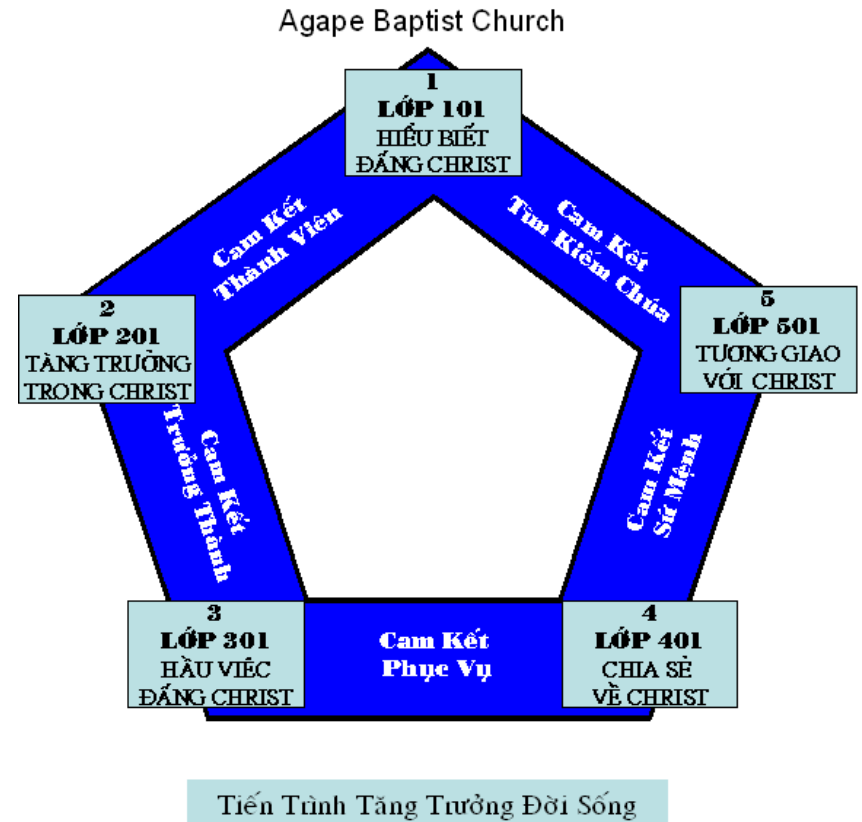 Agape Baptist Church
1
LỚP 101
HIỂU BIẾT
ĐẤNG CHRIST
Cam Kết
Thành Viên
Cam Kết
Tìm Kiếm Chúa
2
LỚP 201
TĂNG TRƯỞNG
TRONG CHRIST
5
LỚP 501
TƯƠNG GIAO
VỚI CHRIST
Cam Kết
Trưởng Thành
Cam Kết
Sứ Mệnh
3
LỚP 301
HẦU VIỆC
ĐẤNG CHRIST
Cam Kết
Phục Vụ
4
LỚP 401
CHIA SẺ
VỀ CHRIST
Tiến Trình Tăng Trưởng Đời Sống